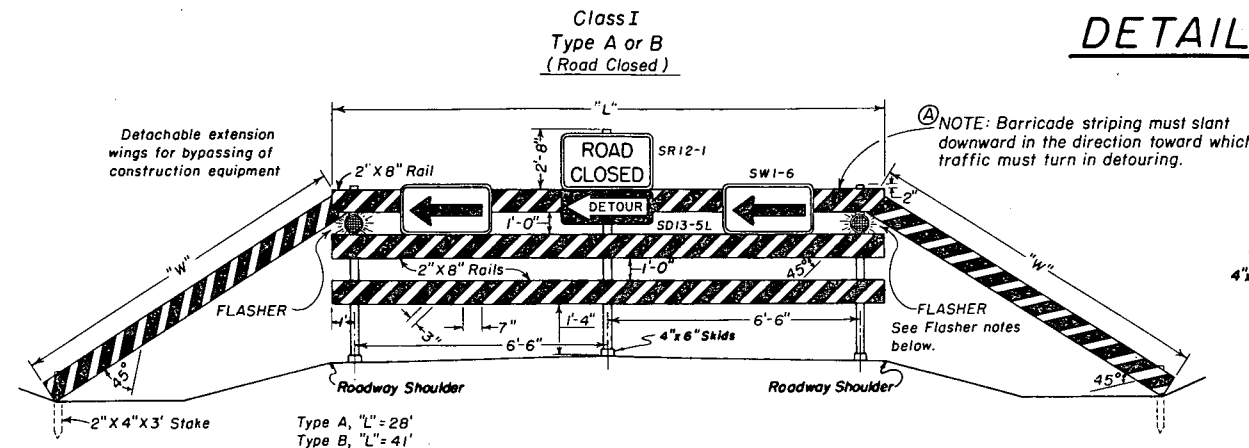 Class I
Type A or B
(Road Closed)
DETAIL
"L"
Detachable extension
wings for bypassing of
construction equipment
2" X 8" Rail
2'-8"
ROAD
CLOSED
SR12-1
SW1-6
Ⓐ NOTE: Barricade striping must slant
downward in the direction toward which
traffic must turn in detouring.
2"
DETOUR
1'-0"
SD13-5L
"W"
"W"
2" X 8" Rails
1'-0"
45°
FLASHER
FLASHER
See Flasher notes
below.
1'
3"
7"
1'-4"
6'-6"
6'-6"
4" x 6" Skids
45°
45°
Roadway Shoulder
Roadway Shoulder
2" X 4" X 3' Stake
Type A, "L" = 28'
Type B, "L" = 41'